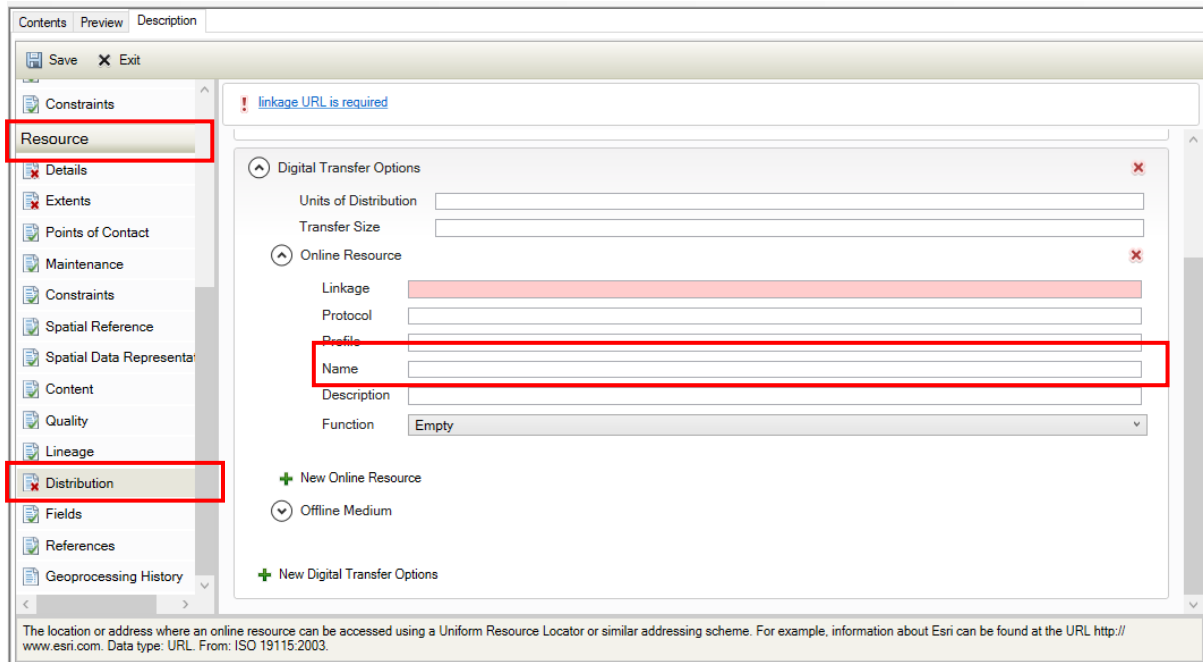 Contents Preview Description
Save Exit
Constraints
Resource
Details
Extents
Points of Contact
Maintenance
Constraints
Spatial Reference
Spatial Data Representat
Content
Quality
Lineage
Distribution
Fields
References
Geoprocessing History
linkage URL is required
Digital Transfer Options
Units of Distribution
Transfer Size
Online Resource
Linkage
Protocol
Profile
Name
Description
Function Empty
New Online Resource
Offline Medium
New Digital Transfer Options
The location or address where an online resource can be accessed using a Uniform Resource Locator or similar addressing scheme. For example, information about Esri can be found at the URL http://
www.esri.com. Data type: URL. From: ISO 19115:2003.